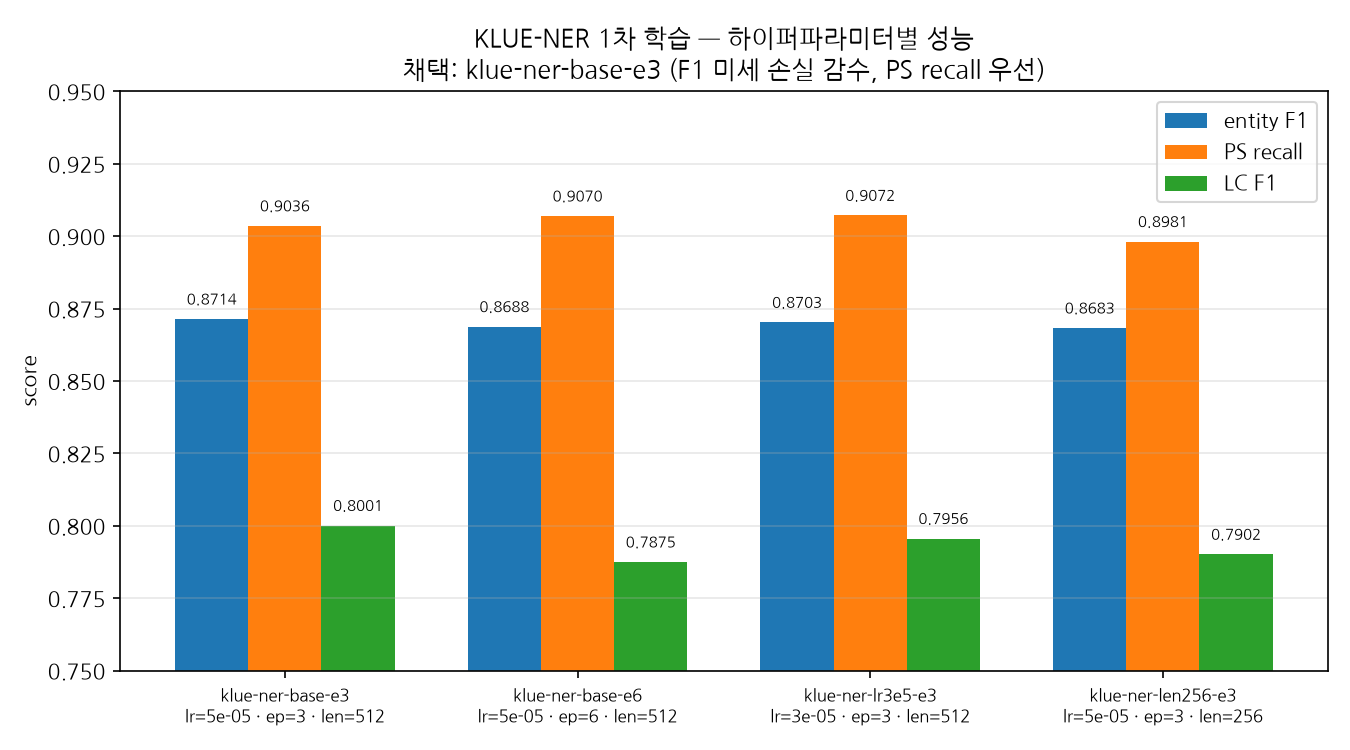 KLUE-NER 1차 학습 — 하이퍼파라미터별 성능
채택: klue-ner-base-e3 (F1 미세 손실 감수, PS recall 우선)
entity F1
PS recall
LC F1
score
0.950
0.925
0.900
0.875
0.850
0.825
0.800
0.775
0.750
0.8714
0.9036
0.8001
0.8688
0.9070
0.7875
0.8703
0.9072
0.7956
0.8683
0.8981
0.7902
klue-ner-base-e3
lr=5e-05 · ep=3 · len=512
klue-ner-base-e6
lr=5e-05 · ep=6 · len=512
klue-ner-lr3e5-e3
lr=3e-05 · ep=3 · len=512
klue-ner-len256-e3
lr=5e-05 · ep=3 · len=256